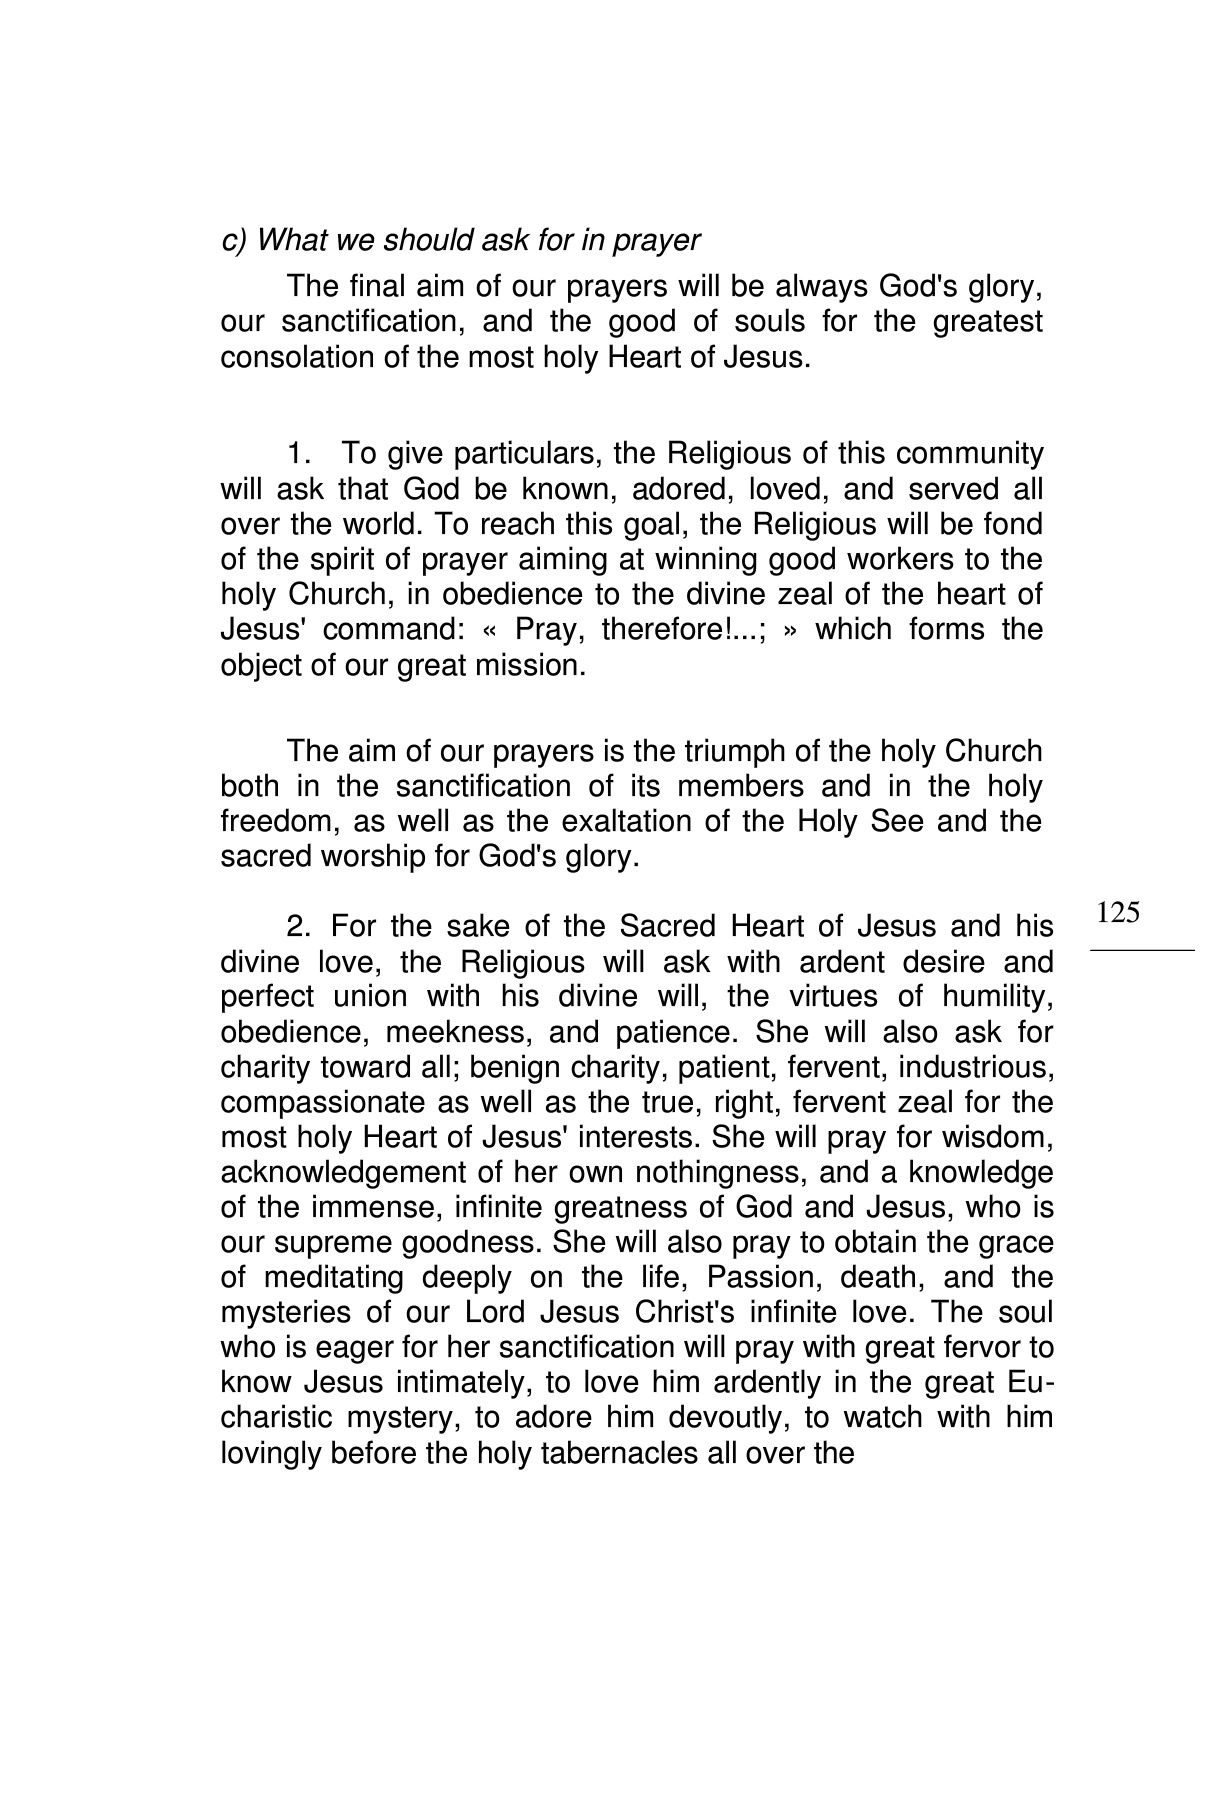 c) What we should ask for in prayer
The final aim of our prayers will be always God's glory,
our sanctification, and the good of souls for the greatest
consolation of the most holy Heart of Jesus.
1. To give particulars, the Religious of this community
will ask that God be known, adored, loved, and served all
over the world. To reach this goal, the Religious will be fond
of the spirit of prayer aiming at winning good workers to the
holy Church, in obedience to the divine zeal of the heart of
Jesus' command: « Pray, therefore!...; » which forms the
object of our great mission.
The aim of our prayers is the triumph of the holy Church
both in the sanctification of its members and in the holy
freedom, as well as the exaltation of the Holy See and the
sacred worship for God's glory.
125
2. For the sake of the Sacred Heart of Jesus and his
divine love, the Religious will ask with ardent desire and
perfect union with his divine will, the virtues of humility,
obedience, meekness, and patience. She will also ask for
charity toward all; benign charity, patient, fervent, industrious,
compassionate as well as the true, right, fervent zeal for the
most holy Heart of Jesus' interests. She will pray for wisdom,
acknowledgement of her own nothingness, and a knowledge
of the immense, infinite greatness of God and Jesus, who is
our supreme goodness. She will also pray to obtain the grace
of meditating deeply on the life, Passion, death, and the
mysteries of our Lord Jesus Christ's infinite love. The soul
who is eager for her sanctification will pray with great fervor to
know Jesus intimately, to love him ardently in the great Eu-
charistic mystery, to adore him devoutly, to watch with him
lovingly before the holy tabernacles all over the